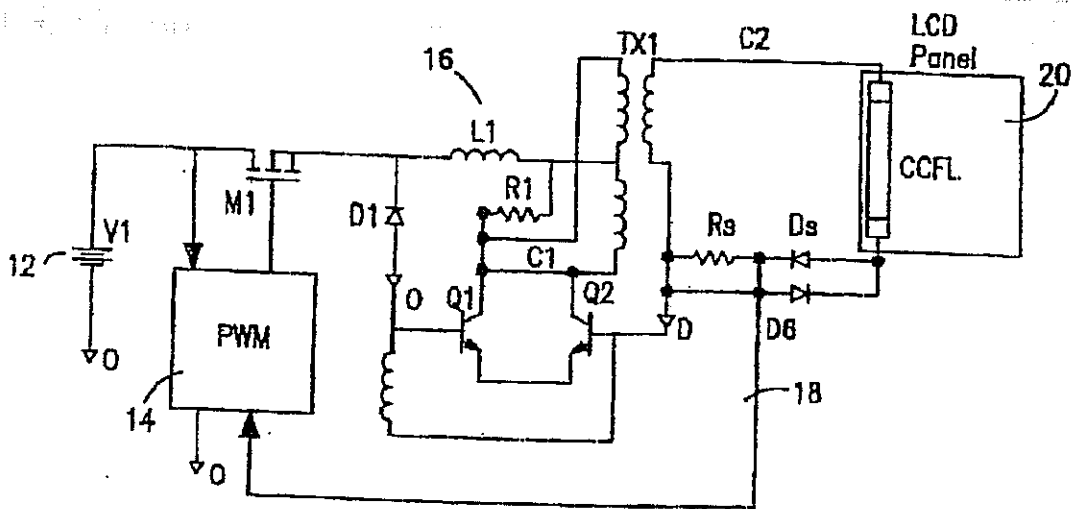 LCD
Panel
TX1
C2
16
20
L1
R1
CCFL.
M1
D1
V1
12
Rs
Ds
C1
O
Q1
Q2
PWM
D
D6
O
14
18
O